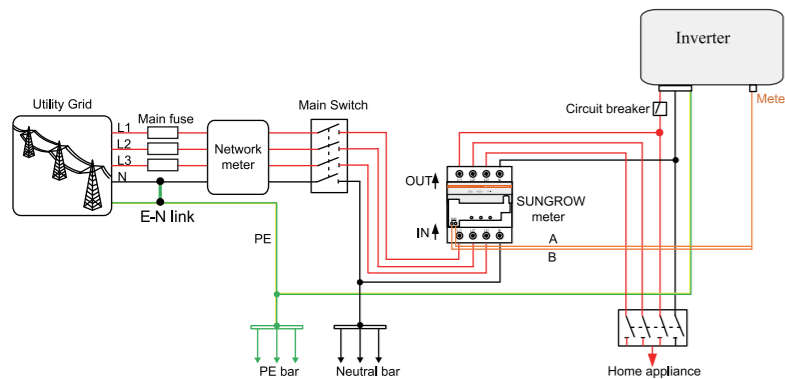 Inverter
Utility Grid
Main fuse
Main Switch
Circuit breaker
Mete
L1
L2
L3
N
Network
meter
E-N link
OUT
SUNGROW
meter
IN
A
B
PE
PE bar
Neutral bar
Home appliance